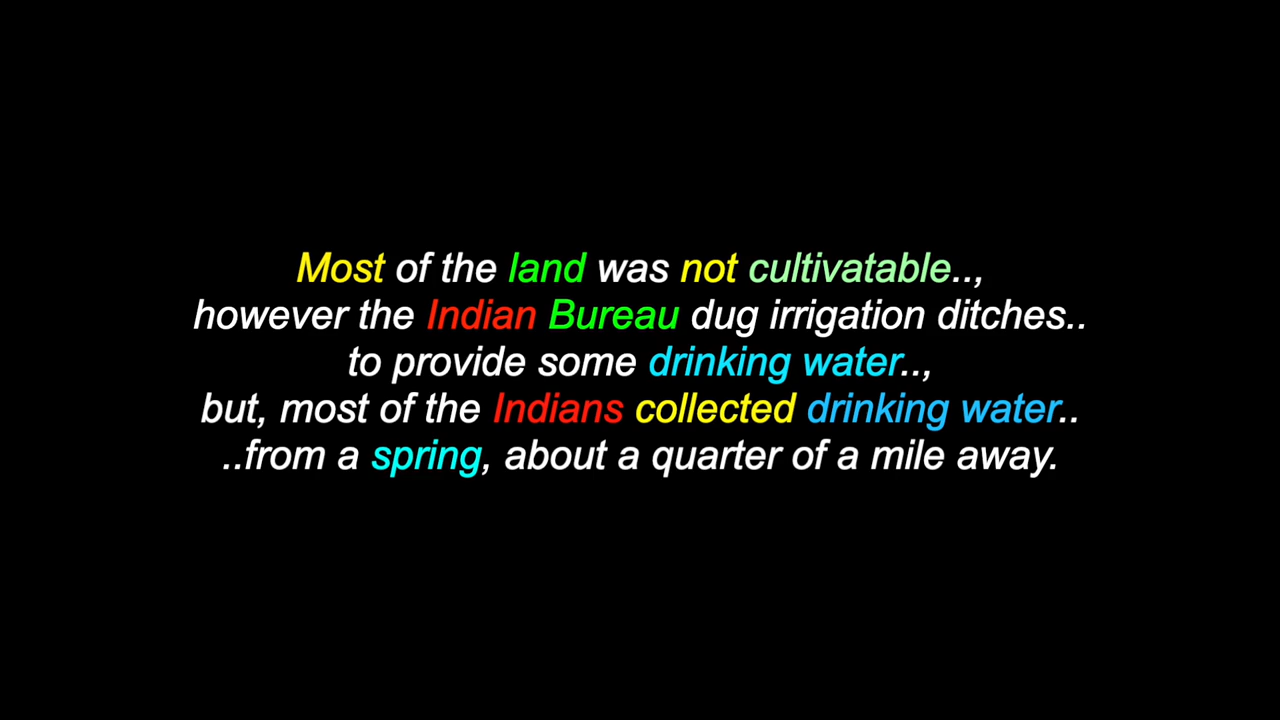 Most of the land was not cultivatable..,
however the Indian Bureau dug irrigation ditches..
to provide some drinking water..,
but, most of the Indians collected drinking water..
..from a spring, about a quarter of a mile away.